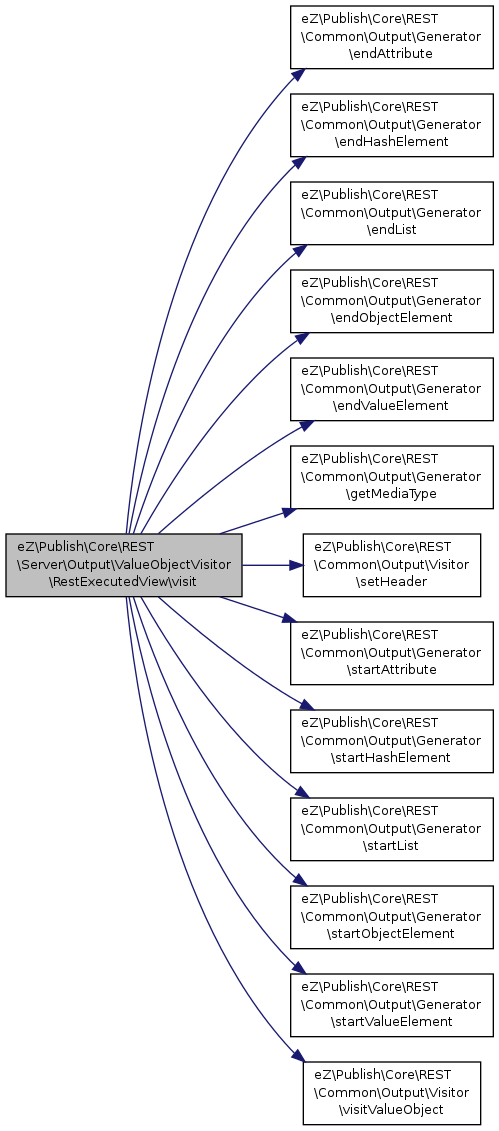 eZ\Publish\Core\REST
\Common\Output\Generator
\endAttribute
eZ\Publish\Core\REST
\Common\Output\Generator
\endHashElement
eZ\Publish\Core\REST
\Common\Output\Generator
\endList
eZ\Publish\Core\REST
\Common\Output\Generator
\endObjectElement
eZ\Publish\Core\REST
\Common\Output\Generator
\endValueElement
eZ\Publish\Core\REST
\Common\Output\Generator
\getMediaType
eZ\Publish\Core\REST
\Server\Output\ValueObjectVisitor
\RestExecutedView\visit
eZ\Publish\Core\REST
\Common\Output\Visitor
\setHeader
eZ\Publish\Core\REST
\Common\Output\Generator
\startAttribute
eZ\Publish\Core\REST
\Common\Output\Generator
\startHashElement
eZ\Publish\Core\REST
\Common\Output\Generator
\startList
eZ\Publish\Core\REST
\Common\Output\Generator
\startObjectElement
eZ\Publish\Core\REST
\Common\Output\Generator
\startValueElement
eZ\Publish\Core\REST
\Common\Output\Visitor
\visitValueObject